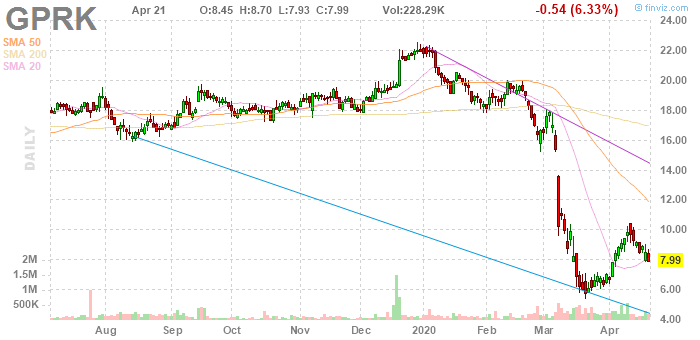 GPRK Apr 21 O:8.45 H:8.70 L:7.93 C:7.99 Vol:228.29K -0.54 (6.33%)
© finviz.com
SMA 50
SMA 200
SMA 20
DAILY
24.00
22.00
20.00
18.00
16.00
14.00
12.00
10.00
7.99
6.00
4.00
2M
1.5M
1M
500K
Aug Sep Oct Nov Dec 2020 Feb Mar Apr